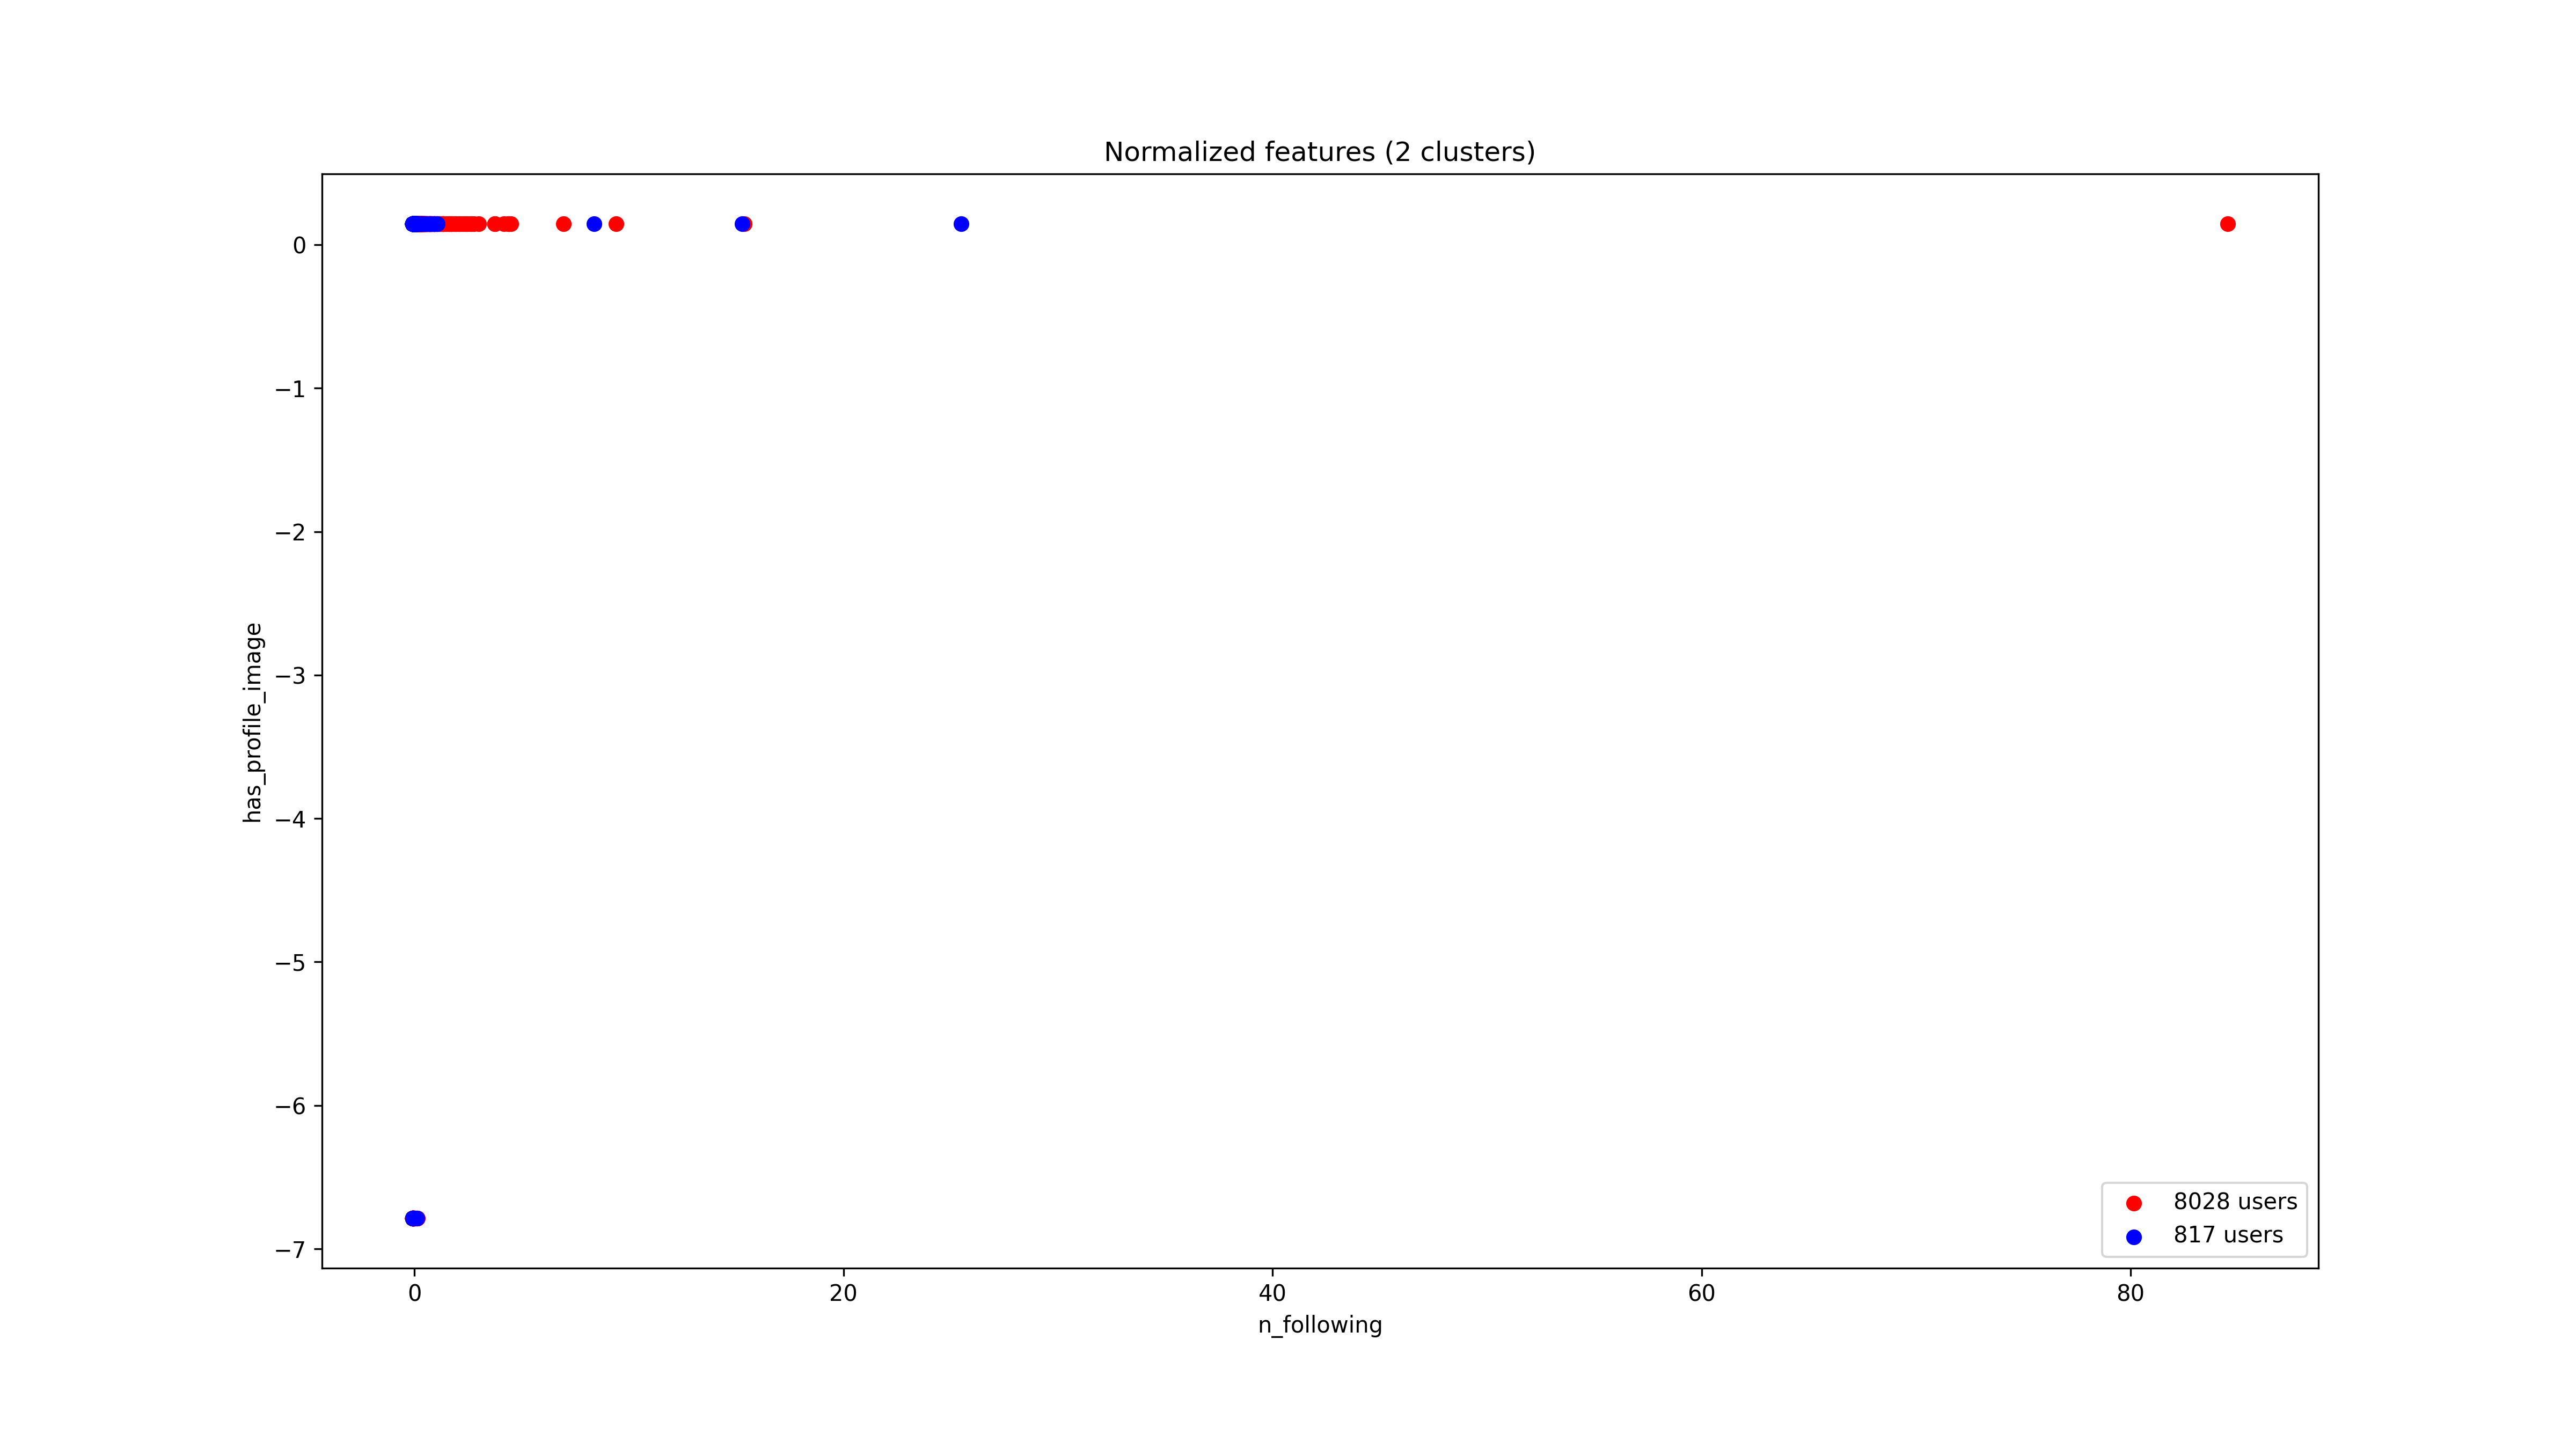 Normalized features (2 clusters)
0
−1
−2
−3
−4
−5
−6
−7
has_profile_image
0 20 40 60 80
n_following
8028 users
817 users